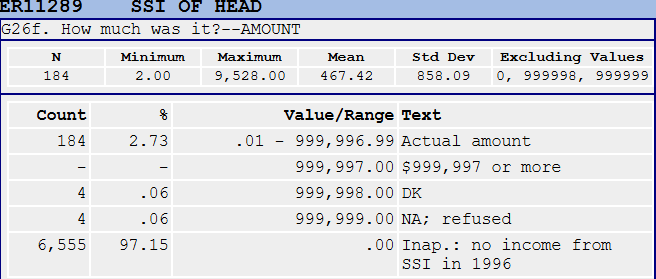 ER11289 SSI OF HEAD
G26f. How much was it?--AMOUNT
N Minimum Maximum Mean Std Dev Excluding Values
184 2.00 9,528.00 467.42 858.09 0, 999998, 999999
Count % Value/Range Text
184 2.73 .01 - 999,996.99 Actual amount
- - 999,997.00 $999,997 or more
4 .06 999,998.00 DK
4 .06 999,999.00 NA; refused
6,555 97.15 .00 Inap.: no income from
SSI in 1996